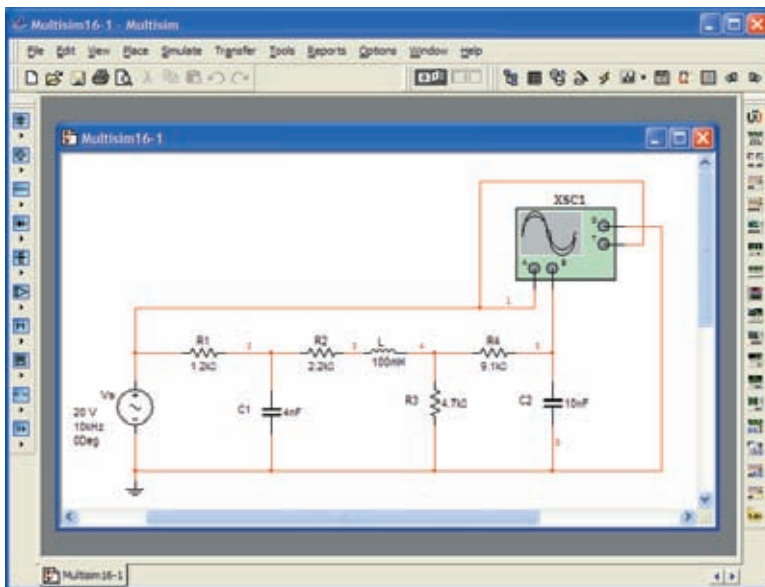 Multisim16-1 - Multisim
File Edit View Place Simulate Transfer Tools Reports Options Window Help
Multisim16-1
XSC1
G
T
A B
1
R1
1.2kΩ
2
R2
2.2kΩ
3
L
100mH
4
R4
9.1kΩ
5
Vs
20 V
10kHz
0Deg
C1
4nF
R3
4.7kΩ
C2
10nF
0
Multisim16-1